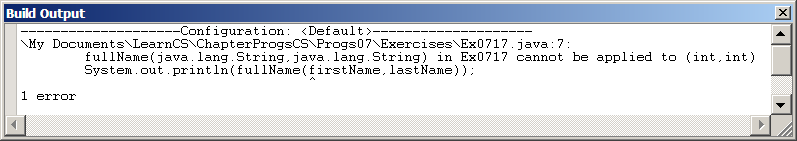 Build Output
--------------------Configuration: <Default>--------------------
\My Documents\LearnCS\ChapterProgsCS\Progs07\Exercises\Ex0717.java:7:
fullName(java.lang.String,java.lang.String) in Ex0717 cannot be applied to (int,int)
System.out.println(fullName(firstName,lastName));
^
1 error